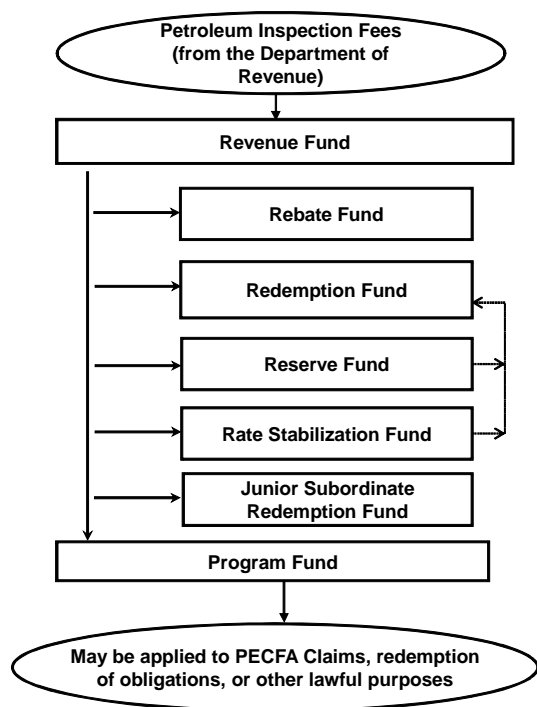 Petroleum Inspection Fees
(from the Department of
Revenue)
Revenue Fund
Rebate Fund
Redemption Fund
Reserve Fund
Rate Stabilization Fund
Junior Subordinate
Redemption Fund
Program Fund
May be applied to PECFA Claims, redemption
of obligations, or other lawful purposes